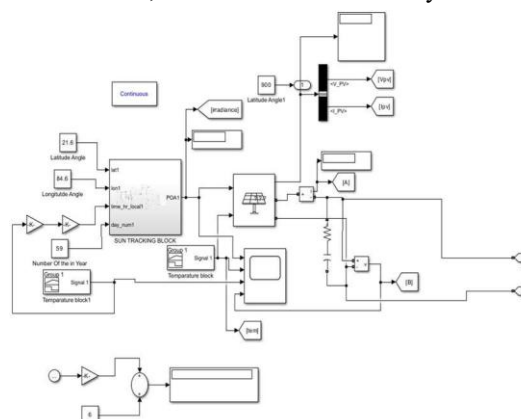 900
Latitude Angle1
<V_PV>
<I_PV>
[Vpv]
[Ipv]
Continuous
[Irradiance]
21.6
Latitude Angle
84.6
Longitulde Angle
lat1
lon1
time_hr_local1
day_num1
POA1
SUN TRACKING BLOCK
-K-
-K-
59
Number Of the in Year
[A]
Group 1
Signal 1
Temparature block1
Group 1
Signal 1
Temparature block
[B]
-K-
6